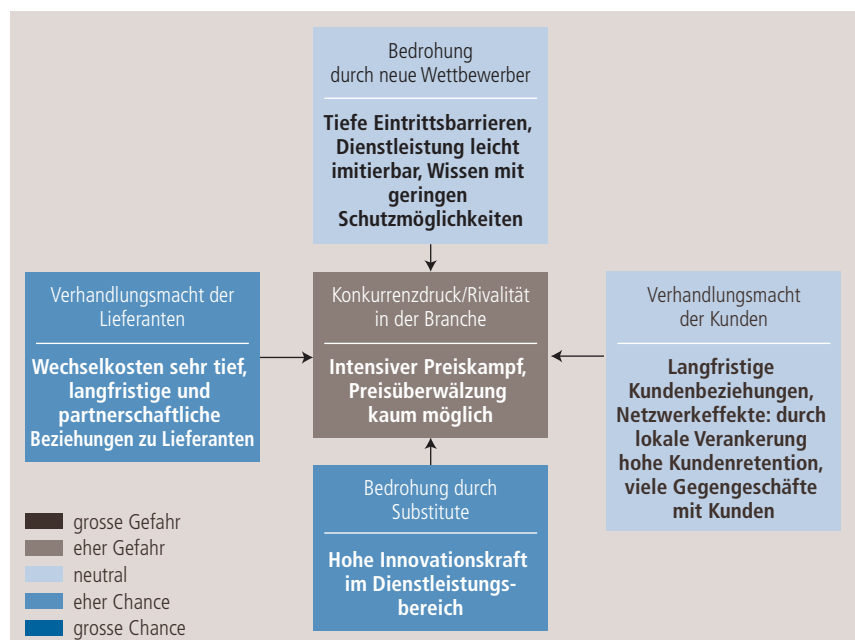 Bedrohung
durch neue Wettbewerber
Tiefe Eintrittsbarrieren,
Dienstleistung leicht
imitierbar, Wissen mit
geringen
Schutzmöglichkeiten
Verhandlungsmacht der
Lieferanten
Wechselkosten sehr tief,
langfristige und
partnerschaftliche
Beziehungen zu Lieferanten
Konkurrenzdruck/Rivalität
in der Branche
Intensiver Preiskampf,
Preisüberwälzung
kaum möglich
Verhandlungsmacht
der Kunden
Langfristige
Kundenbeziehungen,
Netzwerkeffekte: durch
lokale Verankerung
hohe Kundenretention,
viele Gegengeschäfte
mit Kunden
Bedrohung durch
Substitute
Hohe Innovationskraft
im Dienstleistungs-
bereich
grosse Gefahr
eher Gefahr
neutral
eher Chance
grosse Chance